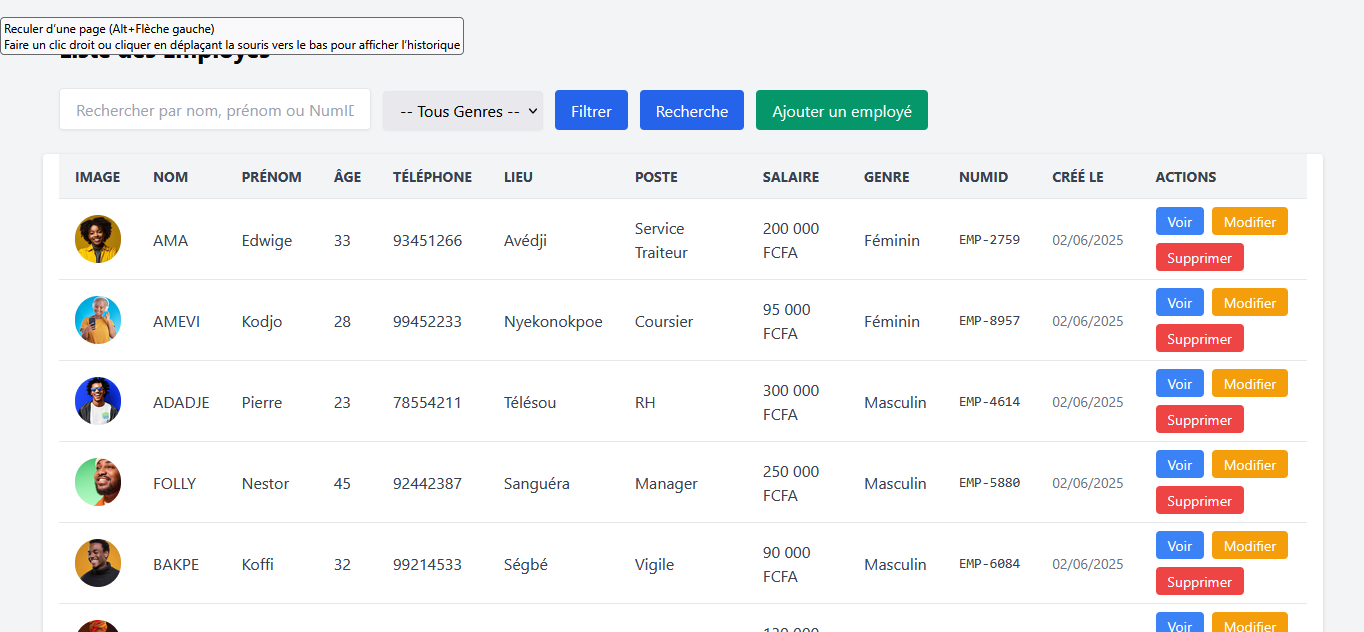 Reculer d'une page (Alt+Flèche gauche)
Faire un clic droit ou cliquer en déplaçant la souris vers le bas pour afficher l'historique
Liste des Employés
Rechercher par nom, prénom ou NumID
-- Tous Genres --
Filtrer
Recherche
Ajouter un employé
IMAGE NOM PRÉNOM ÂGE TÉLÉPHONE LIEU POSTE SALAIRE GENRE NUMID CRÉÉ LE ACTIONS
AMA Edwige 33 93451266 Avédji Service Traiteur 200 000 FCFA Féminin EMP-2759 02/06/2025 Voir Modifier Supprimer
AMEVI Kodjo 28 99452233 Nyekonokpoe Coursier 95 000 FCFA Féminin EMP-8957 02/06/2025 Voir Modifier Supprimer
ADADJE Pierre 23 78554211 Télésou RH 300 000 FCFA Masculin EMP-4614 02/06/2025 Voir Modifier Supprimer
FOLLY Nestor 45 92442387 Sanguéra Manager 250 000 FCFA Masculin EMP-5880 02/06/2025 Voir Modifier Supprimer
BAKPE Koffi 32 99214533 Ségbé Vigile 90 000 FCFA Masculin EMP-6084 02/06/2025 Voir Modifier Supprimer
Voir Modifier